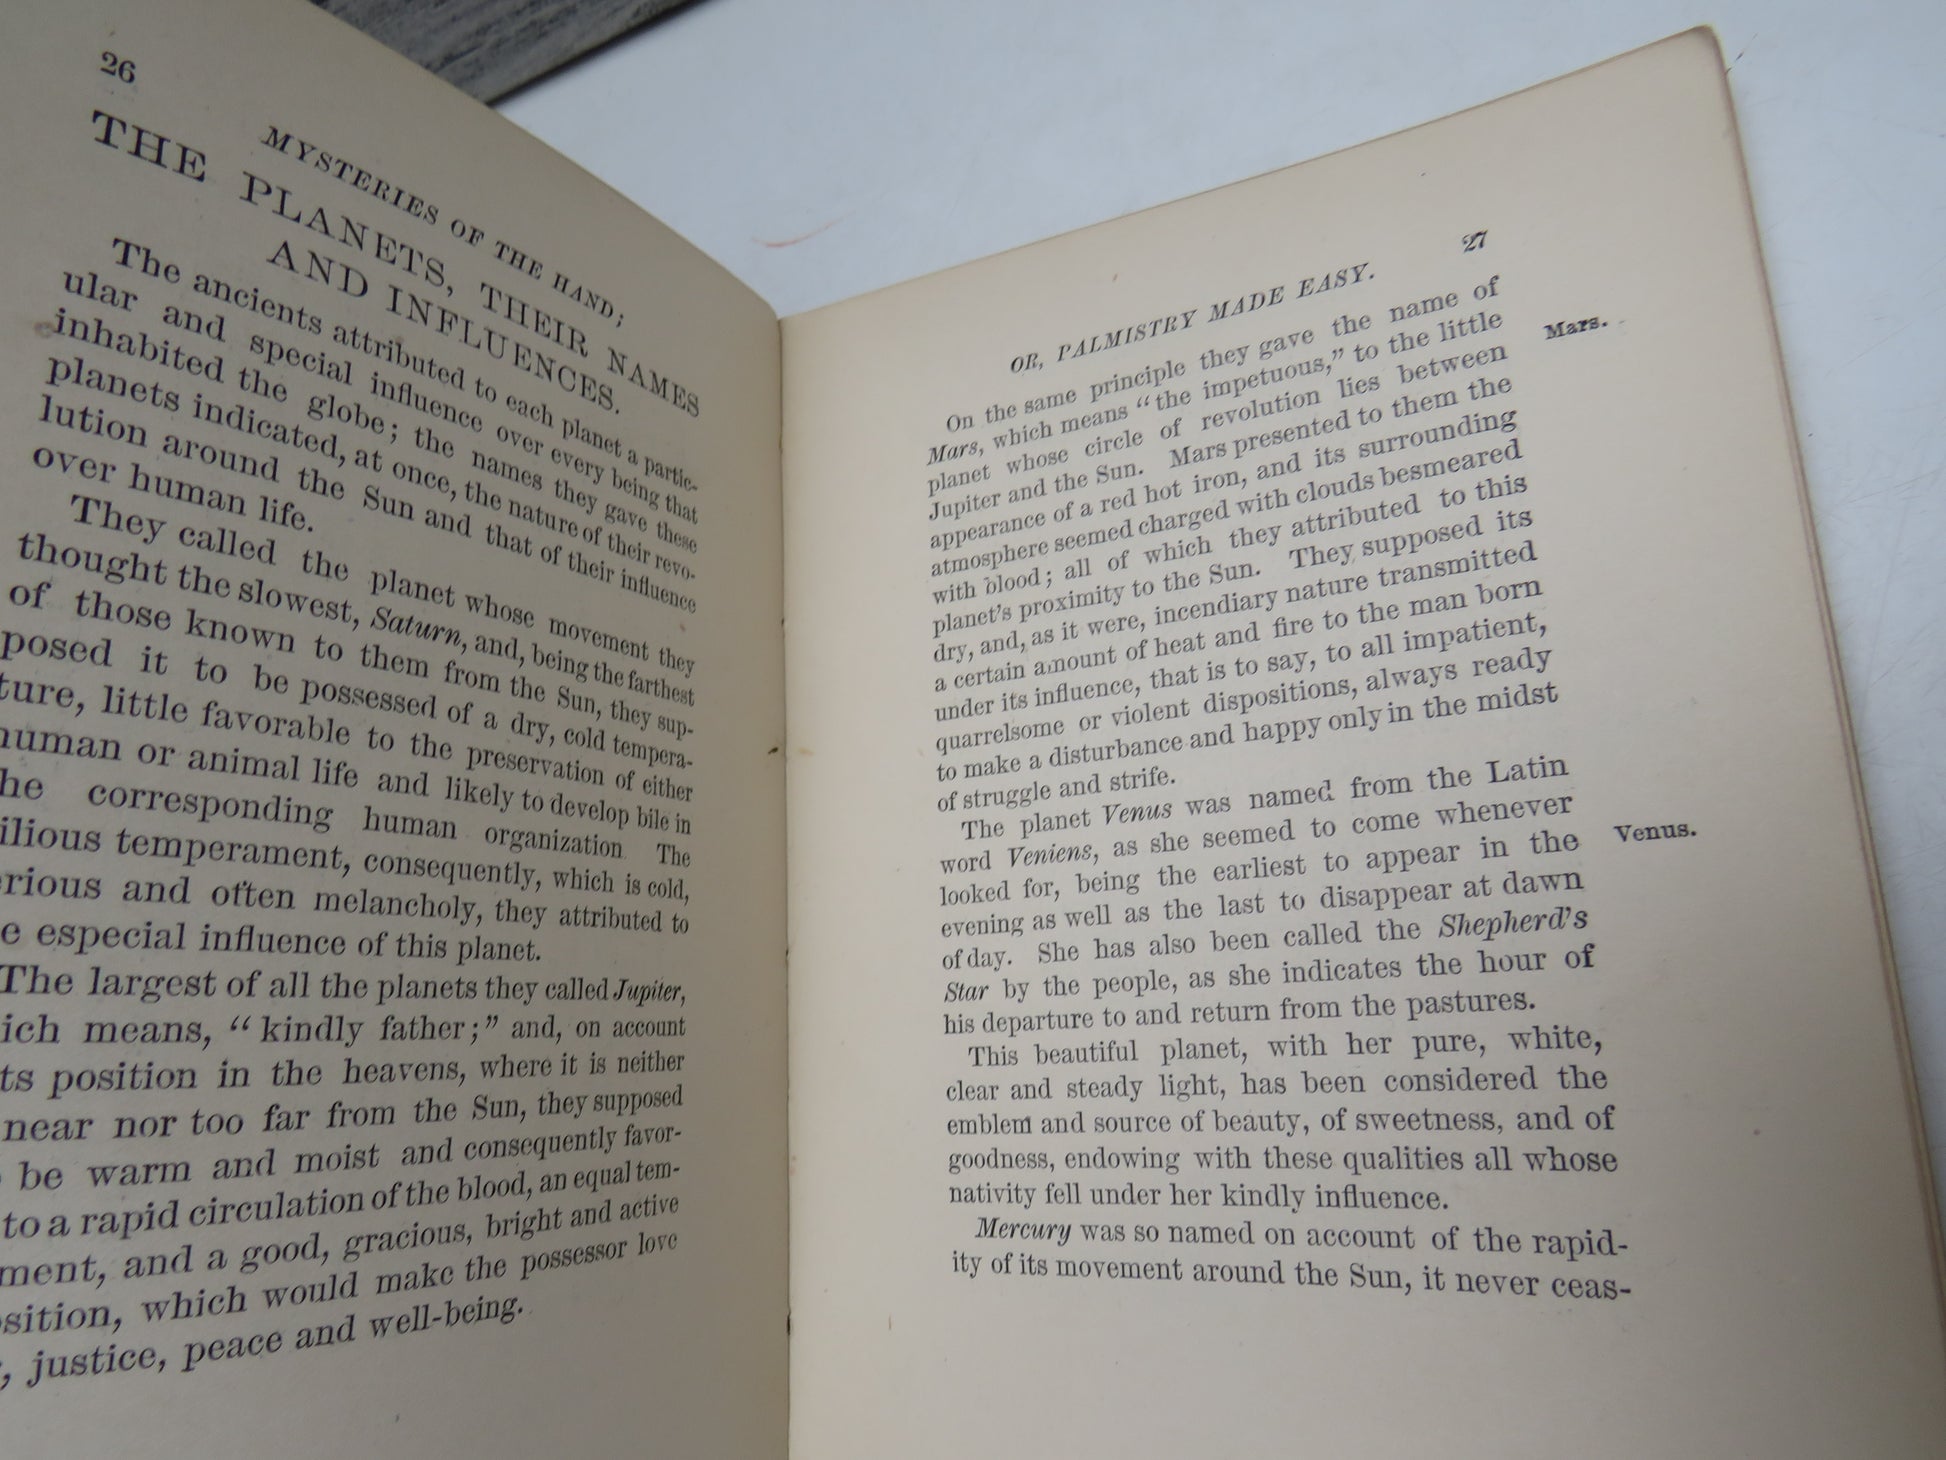 26
MYSTERIES OF THE HAND;
THE PLANETS, THEIR NAMES
AND INFLUENCES.
The ancients attributed to each planet a partic-
ular and special influence over every being that
inhabited the globe; the names they gave these
planets indicated, at once, the nature of their revo-
lution around the Sun and that of their influence
over human life.
They called the planet whose movement they
thought the slowest, Saturn, and, being the farthest
of those known to them from the Sun, they sup-
posed it to be possessed of a dry, cold tempera-
ture, little favorable to the preservation of either
human or animal life and likely to develop bile in
he corresponding human organization. The
ilious temperament, consequently, which is cold,
erious and often melancholy, they attributed to
e especial influence of this planet.
The largest of all the planets they called Jupiter,
ich means, “kindly father;” and, on account
ts position in the heavens, where it is neither
near nor too far from the Sun, they supposed
be warm and moist and consequently favor-
to a rapid circulation of the blood, an equal tem-
ment, and a good, gracious, bright and active
sition, which would make the possessor love
, justice, peace and well-being.
27
OR, PALMISTRY MADE EASY.
On the same principle they gave the name of
Mars, which means “the impetuous,” to the little
planet whose circle of revolution lies between
Jupiter and the Sun. Mars presented to them the
appearance of a red hot iron, and its surrounding
atmosphere seemed charged with clouds besmeared
with blood; all of which they attributed to this
planet's proximity to the Sun. They supposed its
dry, and, as it were, incendiary nature transmitted
a certain amount of heat and fire to the man born
under its influence, that is to say, to all impatient,
quarrelsome or violent dispositions, always ready
to make a disturbance and happy only in the midst
of struggle and strife.
Mars.
The planet Venus was named from the Latin
word Veniens, as she seemed to come whenever
looked for, being the earliest to appear in the
evening as well as the last to disappear at dawn
of day. She has also been called the Shepherd's
Star by the people, as she indicates the hour of
his departure to and return from the pastures.
Venus.
This beautiful planet, with her pure, white,
clear and steady light, has been considered the
emblem and source of beauty, of sweetness, and of
goodness, endowing with these qualities all whose
nativity fell under her kindly influence.
Mercury was so named on account of the rapid-
ity of its movement around the Sun, it never ceas-